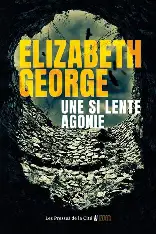 ELIZABETH
GEORGE
UNE SI LENTE
AGONIE
Les Presses de la Cité